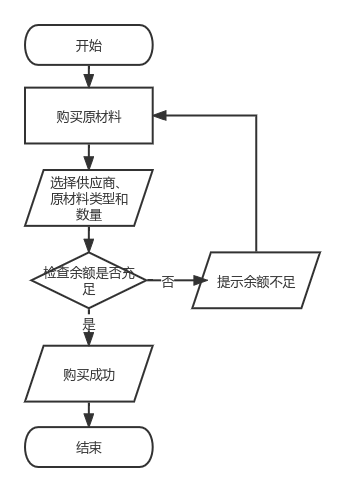 开始
购买原材料
选择供应商、
原材料类型和
数量
检查余额是否充
足
否
提示余额不足
是
购买成功
结束